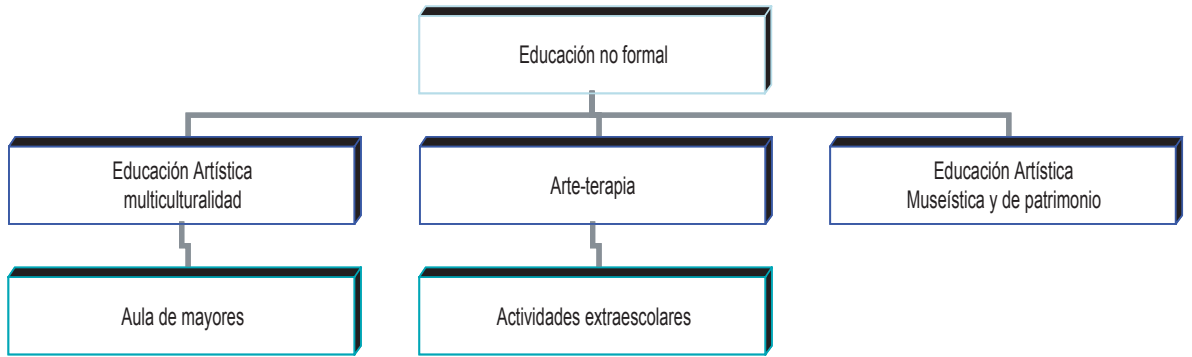 Educación no formal
Educación Artística
multiculturalidad
Arte-terapia
Educación Artística
Museística y de patrimonio
Aula de mayores
Actividades extraescolares